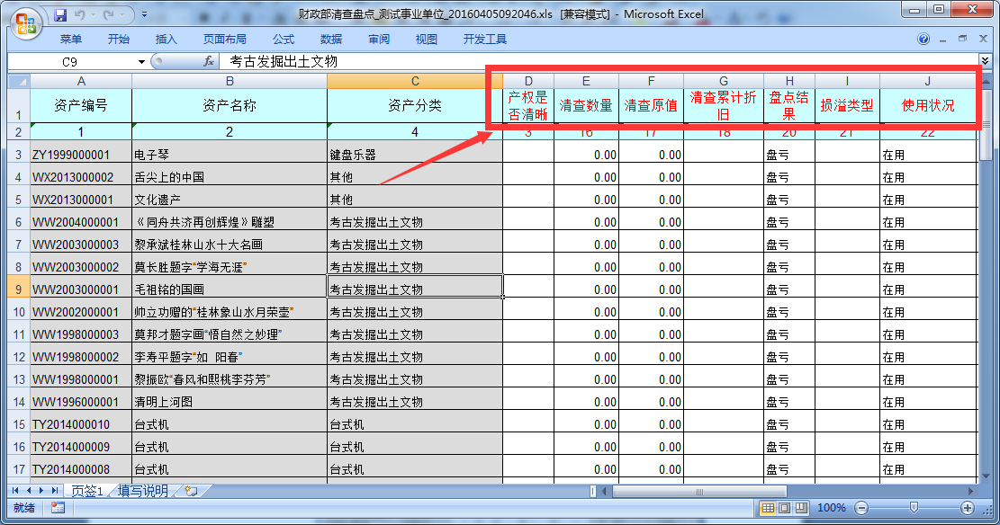 财政部清查盘点_测试事业单位_20160405092046.xls [兼容模式] - Microsoft Excel
菜单 开始 插入 页面布局 公式 数据 审阅 视图 开发工具
C9 fx 考古发掘出土文物
A B C D E F G H I J
1 资产编号 资产名称 资产分类 产权是否清晰 清查数量 清查原值 清查累计折旧 盘点结果 损溢类型 使用状况
2 1 2 4 3 16 17 18 20 21 22
3 ZY1999000001 电子琴 键盘乐器 0.00 0.00 盘亏 在用
4 WX2013000002 舌尖上的中国 其他 0.00 0.00 盘亏 在用
5 WX2013000001 文化遗产 其他 0.00 0.00 盘亏 在用
6 WW2004000001 《同舟共济再创辉煌》雕塑 考古发掘出土文物 0.00 0.00 盘亏 在用
7 WW2003000003 黎承斌桂林山水十大名画 考古发掘出土文物 0.00 0.00 盘亏 在用
8 WW2003000002 莫长胜题字“学海无涯” 考古发掘出土文物 0.00 0.00 盘亏 在用
9 WW2003000001 毛祖铭的国画 考古发掘出土文物 0.00 0.00 盘亏 在用
10 WW2002000001 帅立功赠的“桂林象山水月荣壶” 考古发掘出土文物 0.00 0.00 盘亏 在用
11 WW1998000003 莫邦才题字画“悟自然之妙理” 考古发掘出土文物 0.00 0.00 盘亏 在用
12 WW1998000002 李寿平题字“如 阳春” 考古发掘出土文物 0.00 0.00 盘亏 在用
13 WW1998000001 黎振欧“春风和熙桃李芬芳” 考古发掘出土文物 0.00 0.00 盘亏 在用
14 WW1996000001 清明上河图 考古发掘出土文物 0.00 0.00 盘亏 在用
15 TY2014000010 台式机 台式机 0.00 0.00 盘亏 在用
16 TY2014000009 台式机 台式机 0.00 0.00 盘亏 在用
17 TY2014000008 台式机 台式机 0.00 0.00 盘亏 在用
页签1 填写说明
就绪 100%